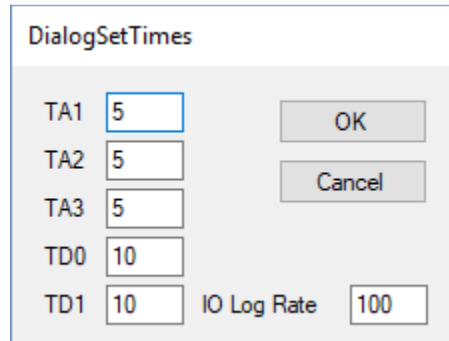 DialogSetTimes
TA1 5 OK
TA2 5
Cancel
TA3 5
TD0 10
TD1 10 IO Log Rate 100